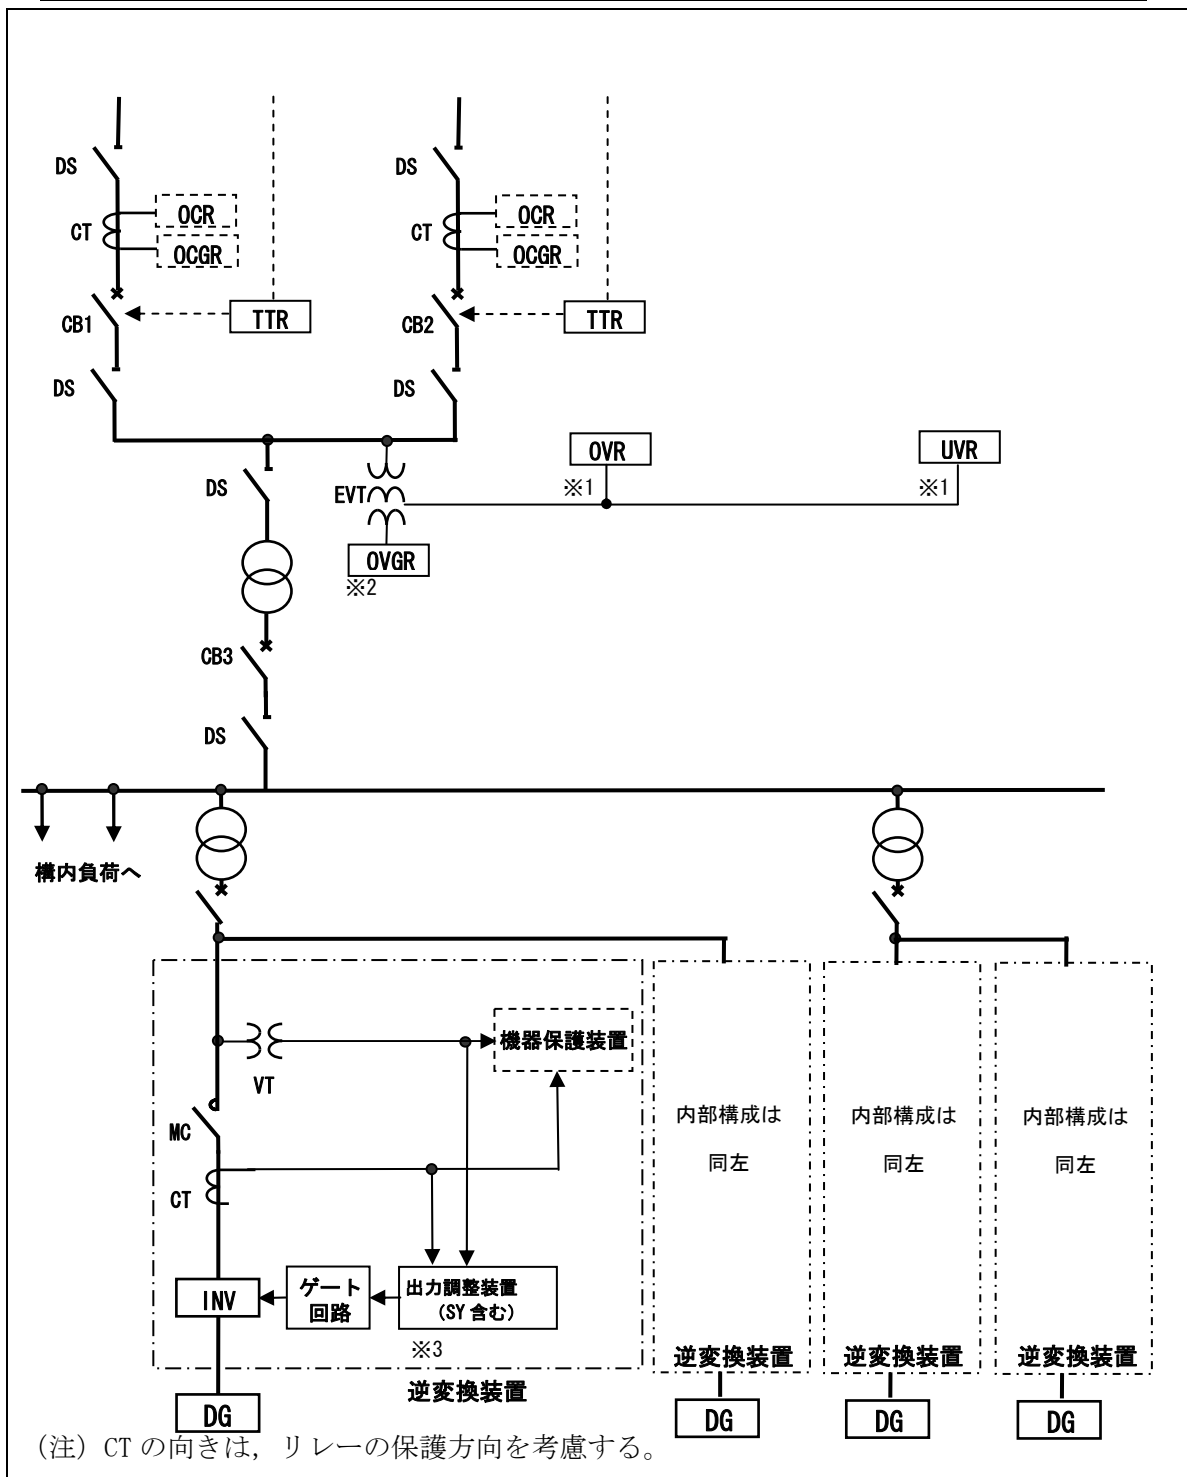 DS
DS
OCR
OCR
CT
CT
OCGR
OCGR
CB1
TTR
CB2
TTR
DS
DS
OVR
UVR
DS
EVT
※1
※1
OVGR
※2
CB3
DS
構内負荷へ
機器保護装置
VT
MC
CT
内部構成は
同左
内部構成は
同左
内部構成は
同左
INV
ゲート
回路
出力調整装置
(SY 含む)
※3
逆変換装置
逆変換装置
逆変換装置
逆変換装置
DG
DG
DG
DG
（注）CT の向きは，リレーの保護方向を考慮する。